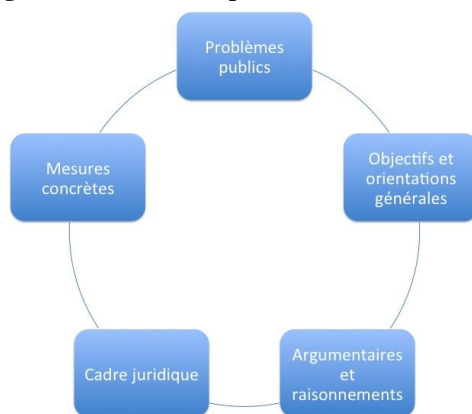 Problèmes
publics
Objectifs et
orientations
générales
Argumentaires
et
raisonnements
Cadre juridique
Mesures
concrètes